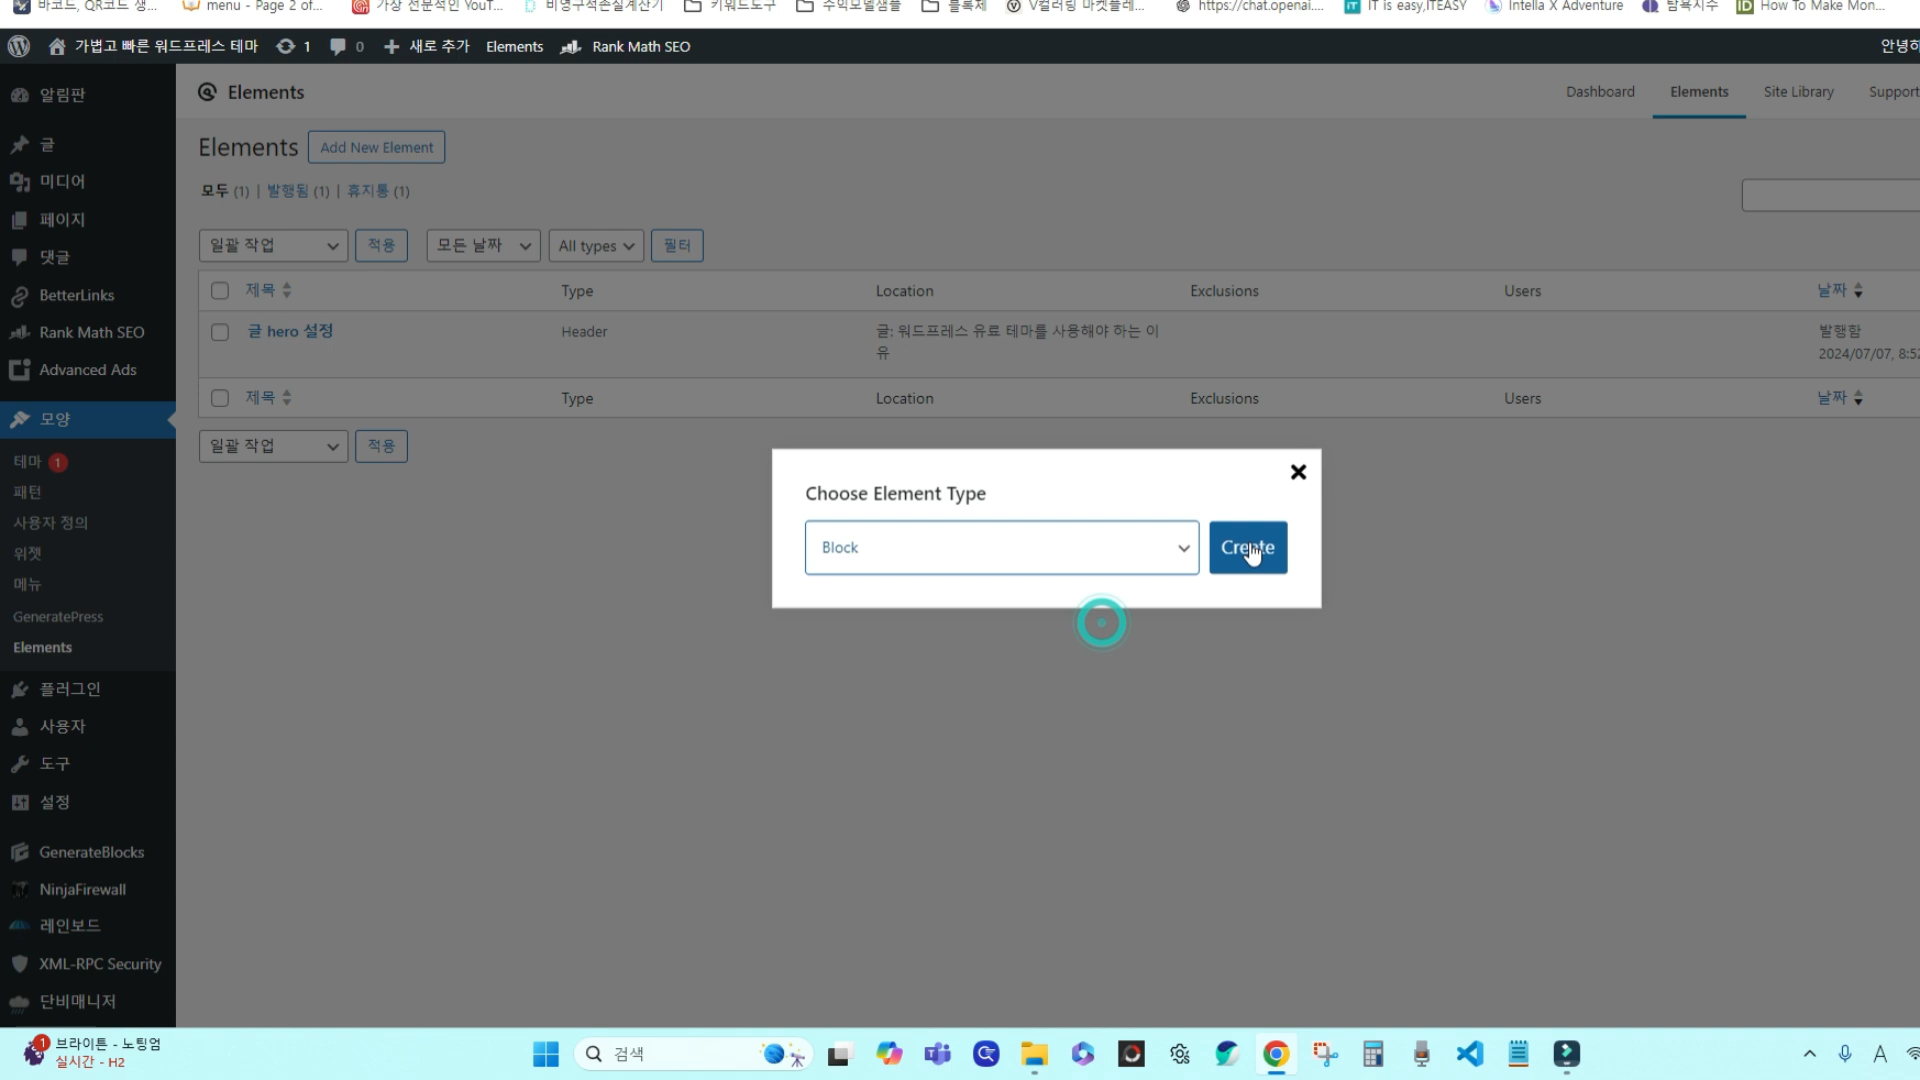 바코드, QR코드 생...
menu - Page 2 of...
가장 전문적인 YouT...
비영구적손실계산기
키워드도구
수익모델샘플
블록체
V컬러링 마켓플레...
https://chat.openai....
IT is easy,ITEASY
Intella X Adventure
탐욕지수
How To Make Mon...
가볍고 빠른 워드프레스 테마
1
0
새로 추가
Elements
Rank Math SEO
안녕하
알림판
글
미디어
페이지
댓글
BetterLinks
Rank Math SEO
Advanced Ads
모양
테마 1
패턴
사용자 정의
위젯
메뉴
GeneratePress
Elements
플러그인
사용자
도구
설정
GenerateBlocks
NinjaFirewall
레인보드
XML-RPC Security
단비매니저
Elements
Dashboard
Elements
Site Library
Support
Elements
Add New Element
모두 (1) | 발행됨 (1) | 휴지통 (1)
일괄 작업
적용
모든 날짜
All types
필터
제목
Type
Location
Exclusions
Users
날짜
글 hero 설정
Header
글: 워드프레스 유료 테마를 사용해야 하는 이
유
발행함
2024/07/07, 8:52
제목
Type
Location
Exclusions
Users
날짜
일괄 작업
적용
Choose Element Type
Block
Create
1
브라이튼 - 노팅엄
실시간 - H2
검색
A